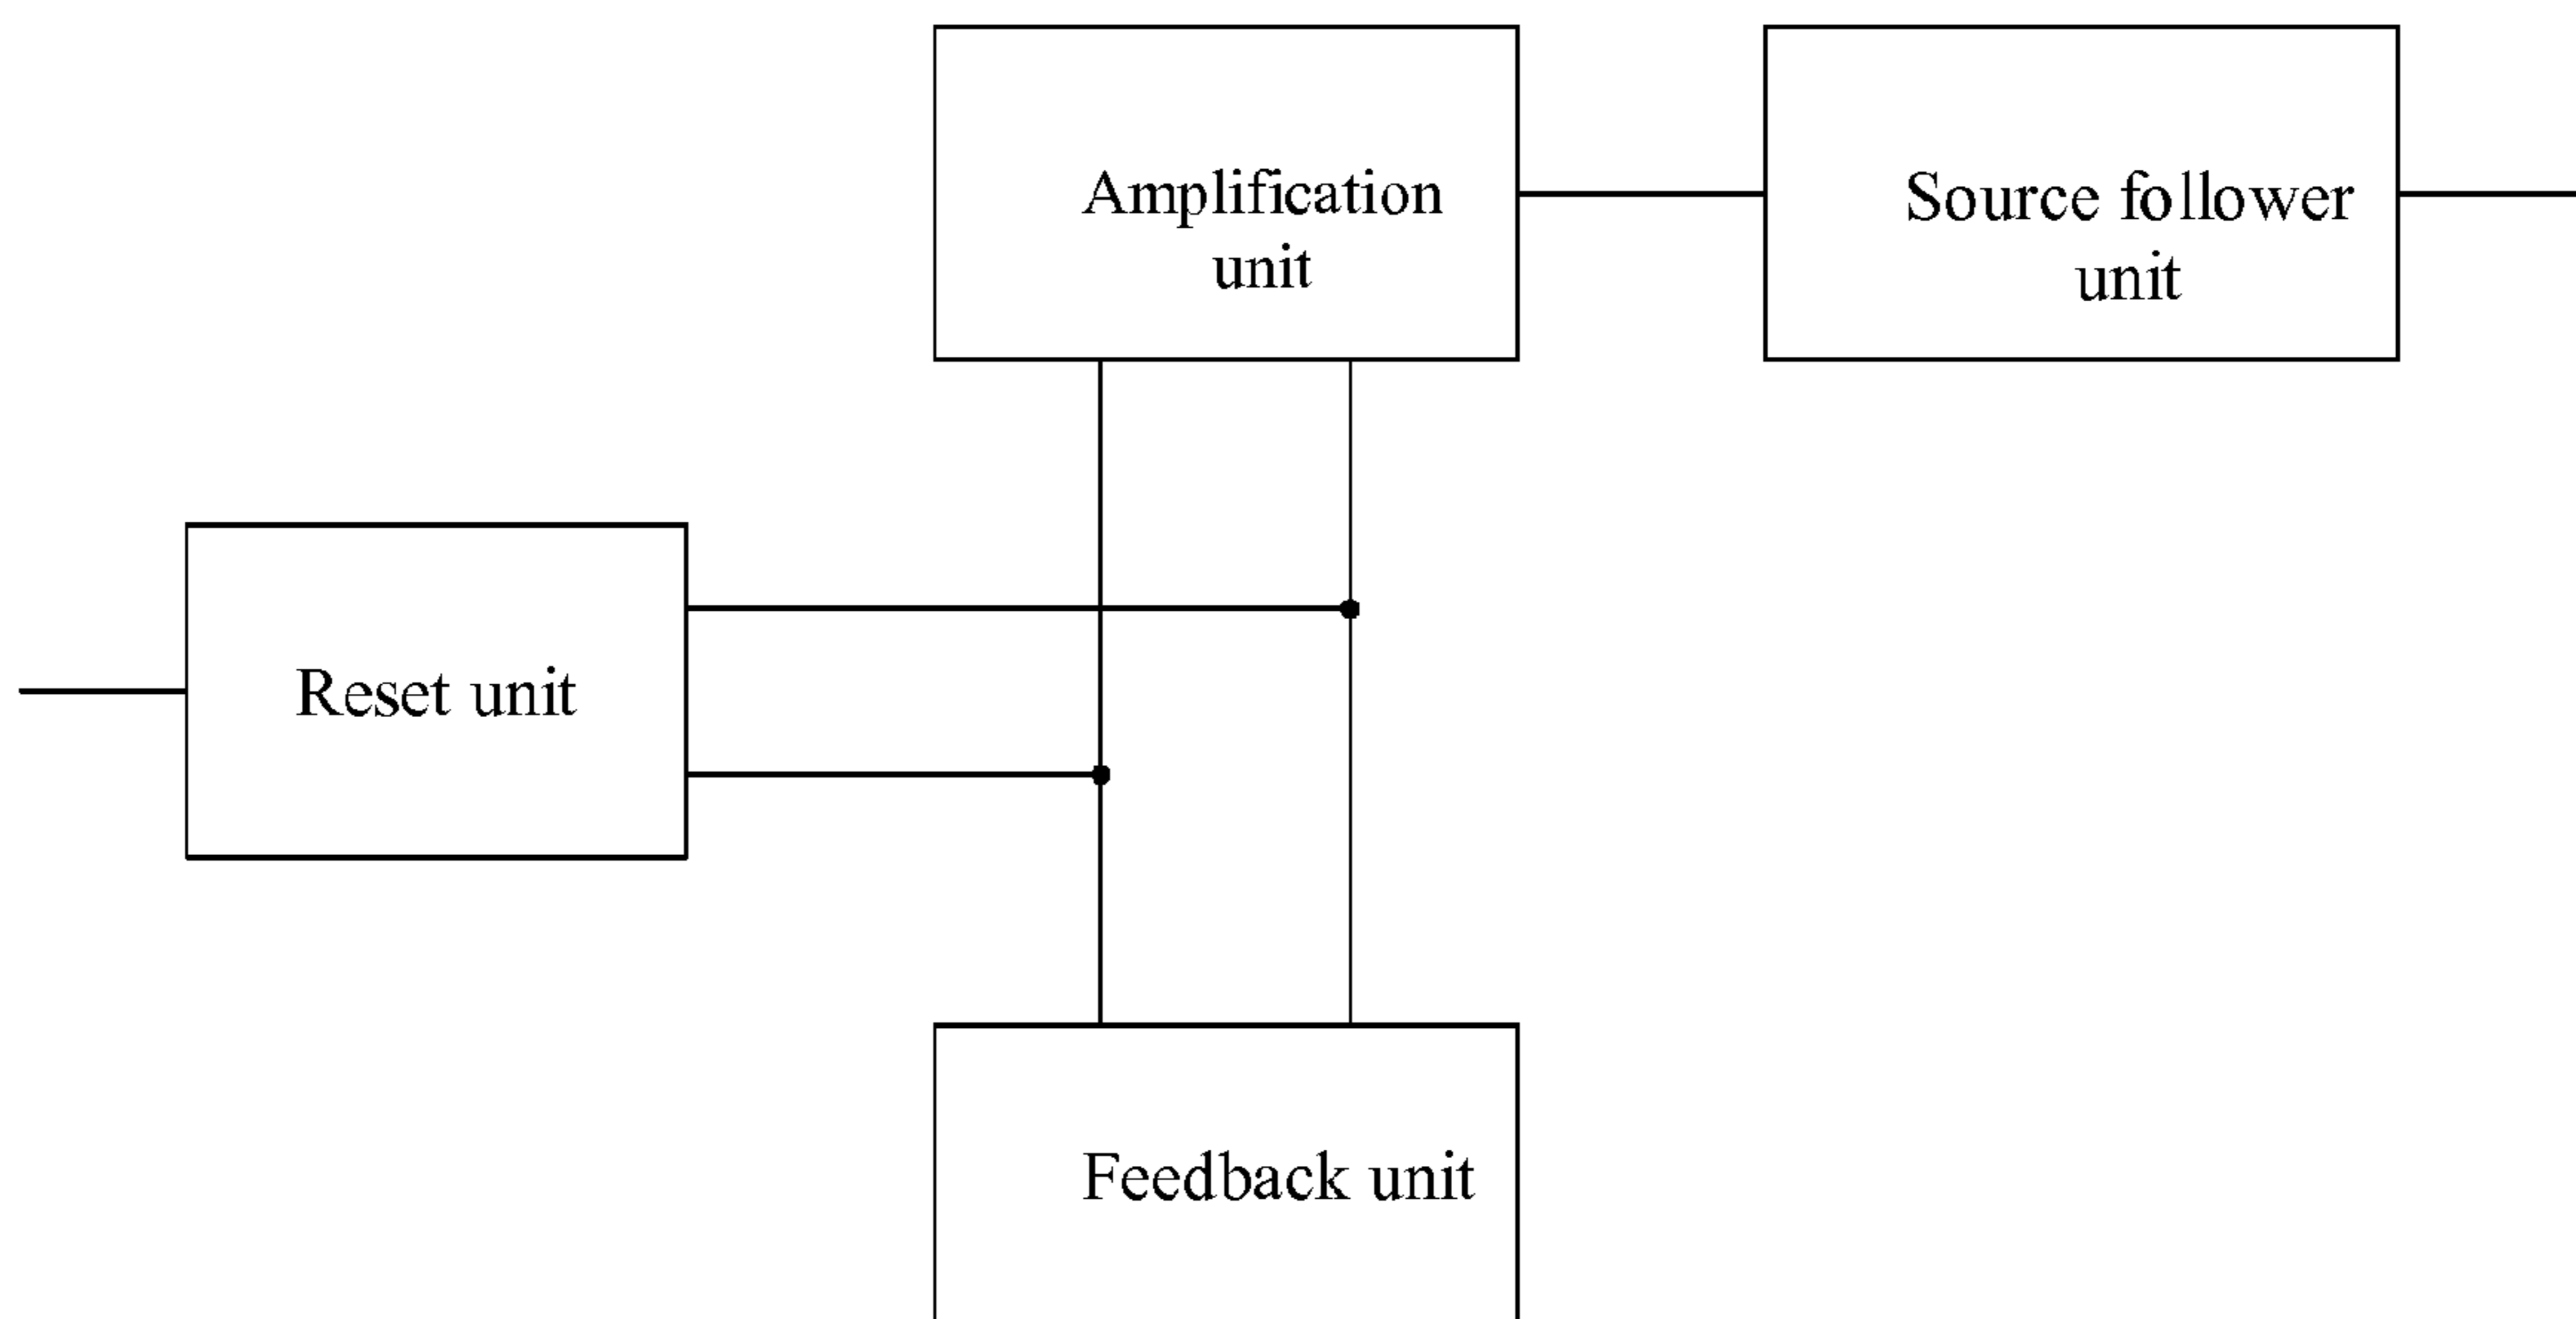 Amplification
unit
Source follower
unit
Reset unit
Feedback unit